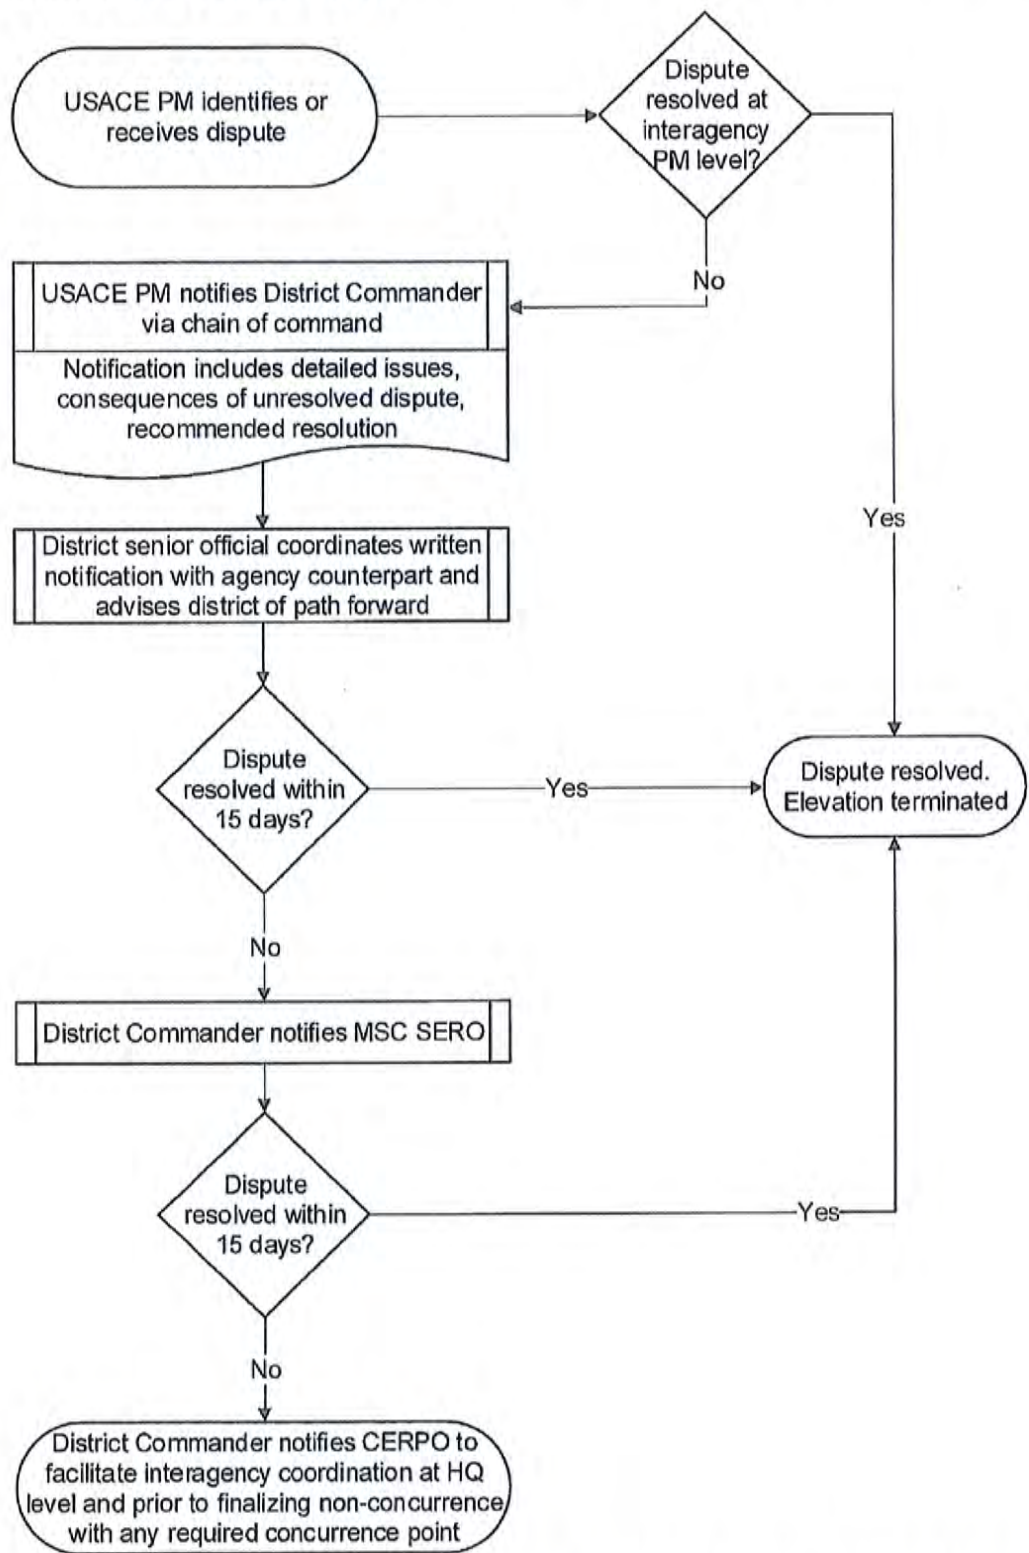 USACE PM identifies or
receives dispute
Dispute
resolved at
interagency
PM level?
No
Yes
USACE PM notifies District Commander
via chain of command
Notification includes detailed issues,
consequences of unresolved dispute,
recommended resolution
District senior official coordinates written
notification with agency counterpart and
advises district of path forward
Dispute
resolved within
15 days?
Yes
Dispute resolved.
Elevation terminated
No
District Commander notifies MSC SERO
Dispute
resolved within
15 days?
Yes
No
District Commander notifies CERPO to
facilitate interagency coordination at HQ
level and prior to finalizing non-concurrence
with any required concurrence point